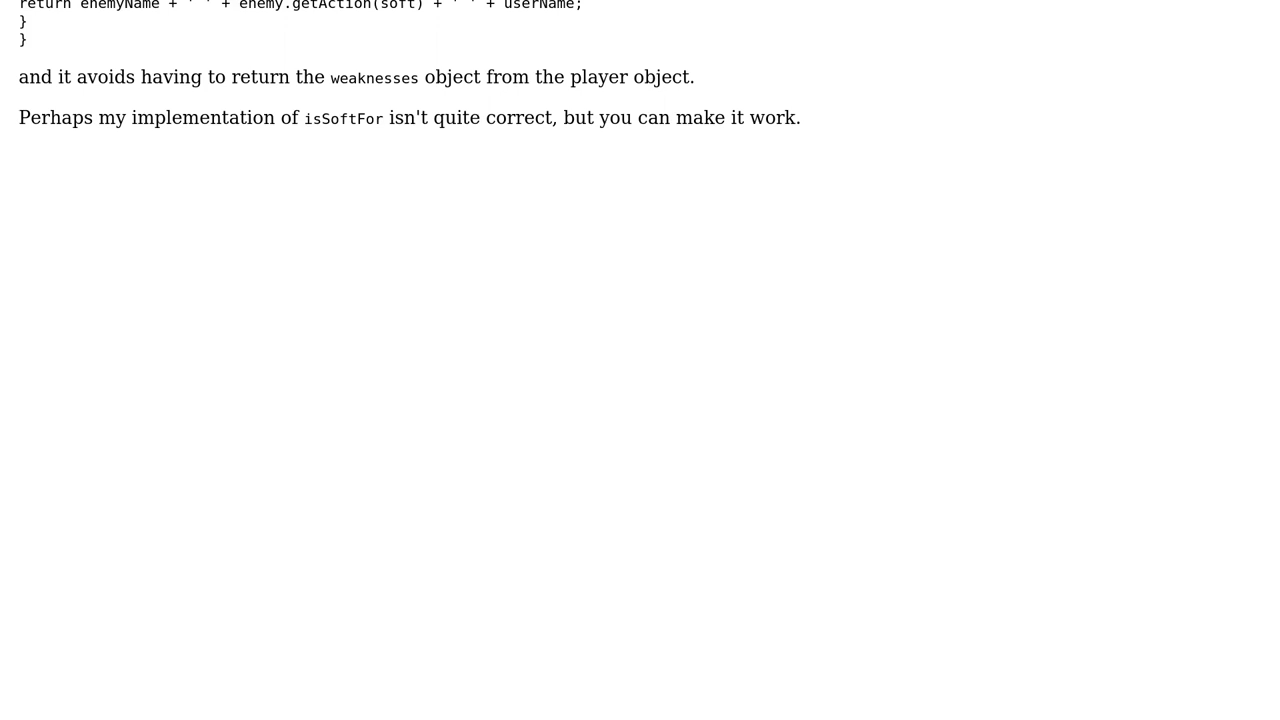 return enemyName + ' ' + enemy.getAction(soft) + ' ' + userName;
}
}
and it avoids having to return the weaknesses object from the player object.
Perhaps my implementation of isSoftFor isn't quite correct, but you can make it work.